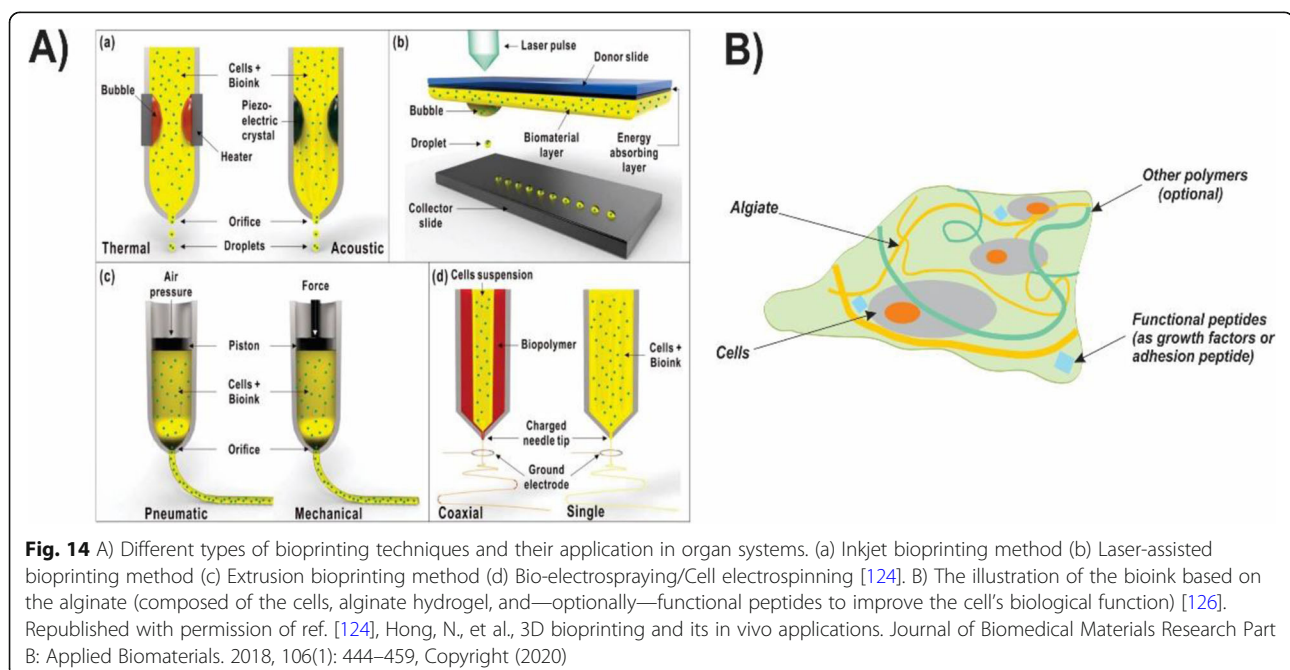 A)
(a)
Cells +
Bioink
Bubble
Piezo-
electric
crystal
Heater
Orifice
Droplets
Thermal
Acoustic
(b)
Laser pulse
Donor slide
Bubble
Droplet
Biomaterial
layer
Energy
absorbing
layer
Collector
slide
(c)
Air
pressure
Force
Piston
Cells +
Bioink
Orifice
Pneumatic
Mechanical
(d)
Cells suspension
Biopolymer
Cells +
Bioink
Charged
needle tip
Ground
electrode
Coaxial
Single
B)
Algiate
Other polymers
(optional)
Cells
Functional peptides
(as growth factors or
adhesion peptide)
Fig. 14 A) Different types of bioprinting techniques and their application in organ systems. (a) Inkjet bioprinting method (b) Laser-assisted
bioprinting method (c) Extrusion bioprinting method (d) Bio-electrospraying/Cell electrospinning [124]. B) The illustration of the bioink based on
the alginate (composed of the cells, alginate hydrogel, and—optionally—functional peptides to improve the cell's biological function) [126].
Republished with permission of ref. [124], Hong, N., et al., 3D bioprinting and its in vivo applications. Journal of Biomedical Materials Research Part
B: Applied Biomaterials. 2018, 106(1): 444–459, Copyright (2020)